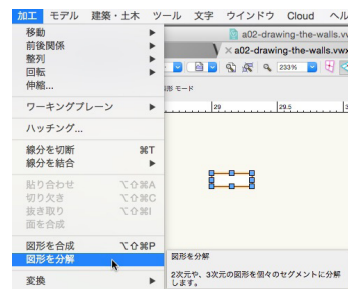 加工 モデル 建築・土木 ツール 文字 ウインドウ Cloud ヘル
移動 ▶
前後関係 ▶
整列 ▶
回転 ▶
伸縮...
ワーキングプレーン ▶
ハッチング...
線分を切断 ⌘T
線分を結合 ▶
貼り合わせ ⌥⇧⌘A
切り欠き ⌥⇧⌘C
抜き取り ⌥⇧⌘I
面を合成
図形を合成 ⌥⇧⌘P
図形を分解
変換 ▶
a02-drawing-the-walls.vwx
× a02-drawing-the-walls.vw
233%
形 モード
29
29.5
図形を分解
2次元や、3次元の図形を個々のセグメントに分解
します。